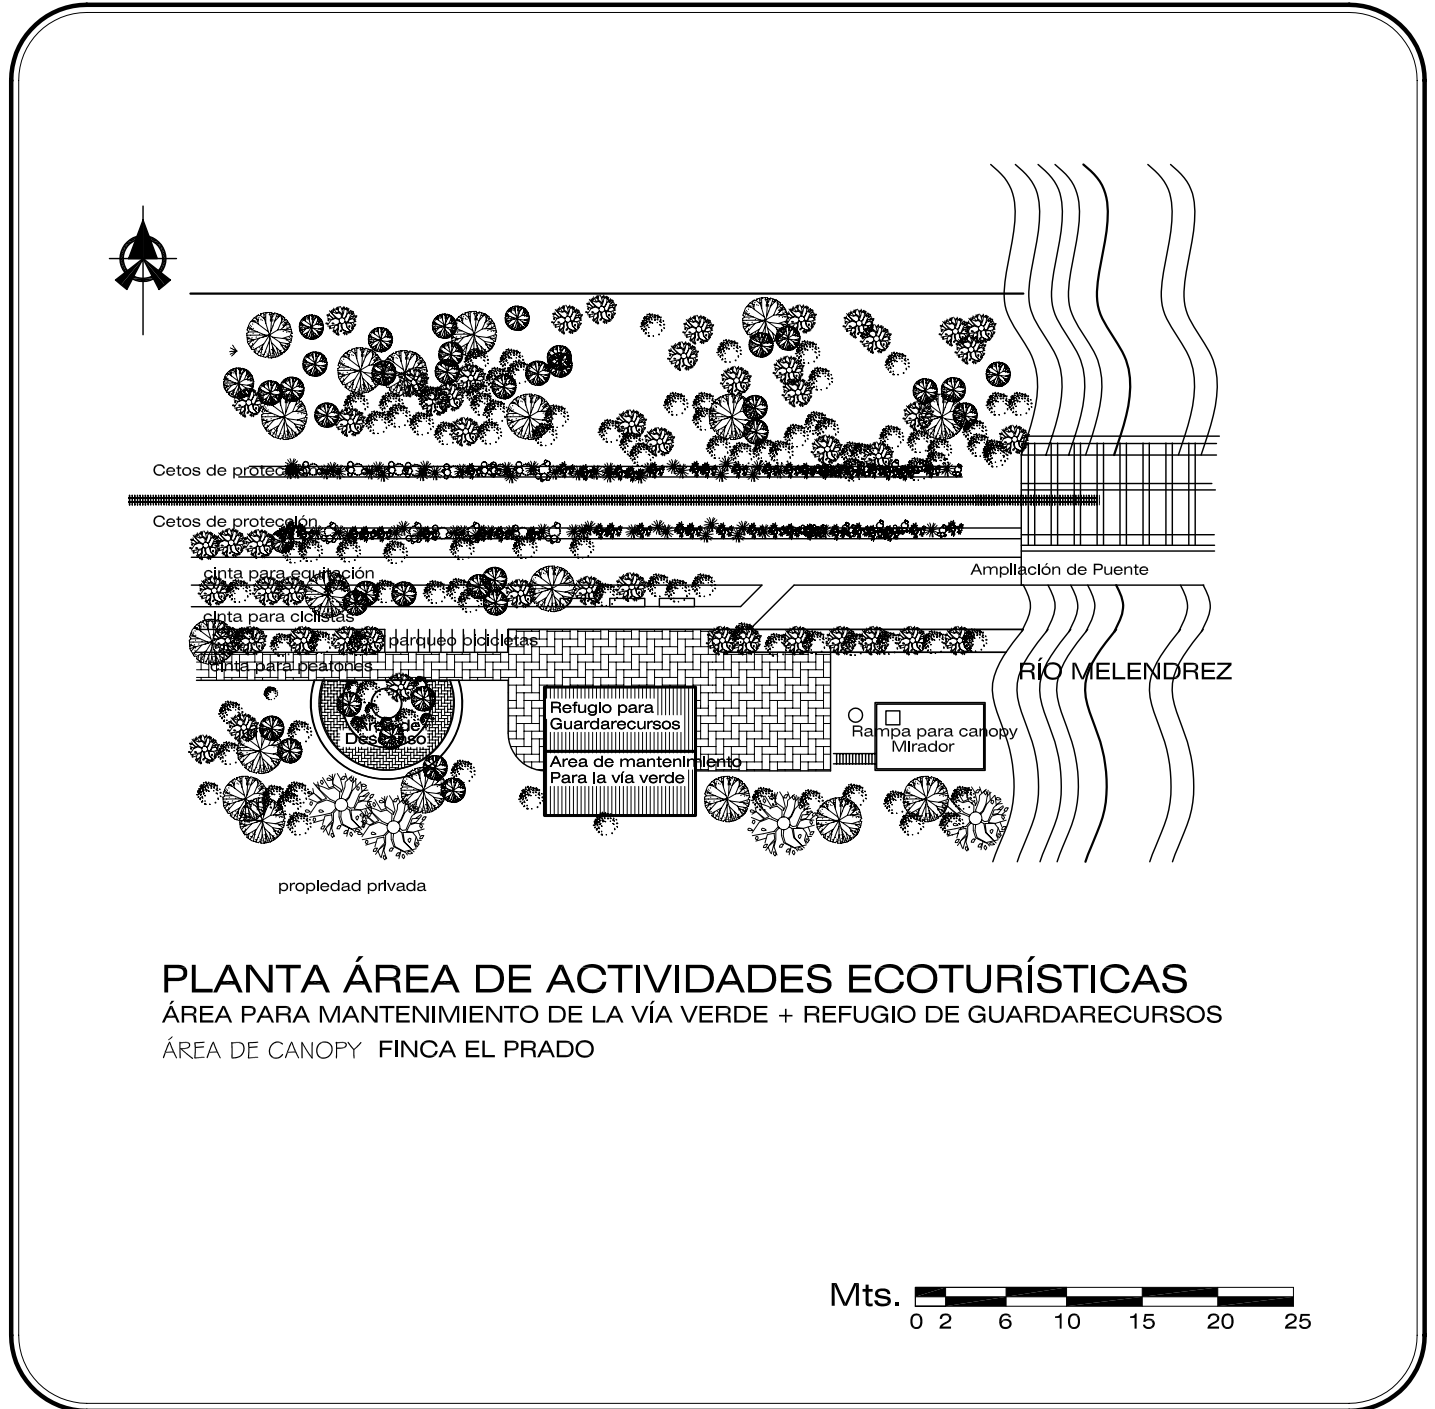 Cetos de protección
Cetos de protección
cinta para equitación
Ampliación de Puente
cinta para ciclistas
parqueo bicicletas
cinta para peatones
RÍO MELENDREZ
Refugio para
Guardarecursos
Área de
Descanso
Rampa para canopy
Mirador
Area de mantenimiento
Para la vía verde
propiedad privada
PLANTA ÁREA DE ACTIVIDADES ECOTURÍSTICAS
ÁREA PARA MANTENIMIENTO DE LA VÍA VERDE + REFUGIO DE GUARDARECURSOS
ÁREA DE CANOPY FINCA EL PRADO
Mts.
0 2 6 10 15 20 25